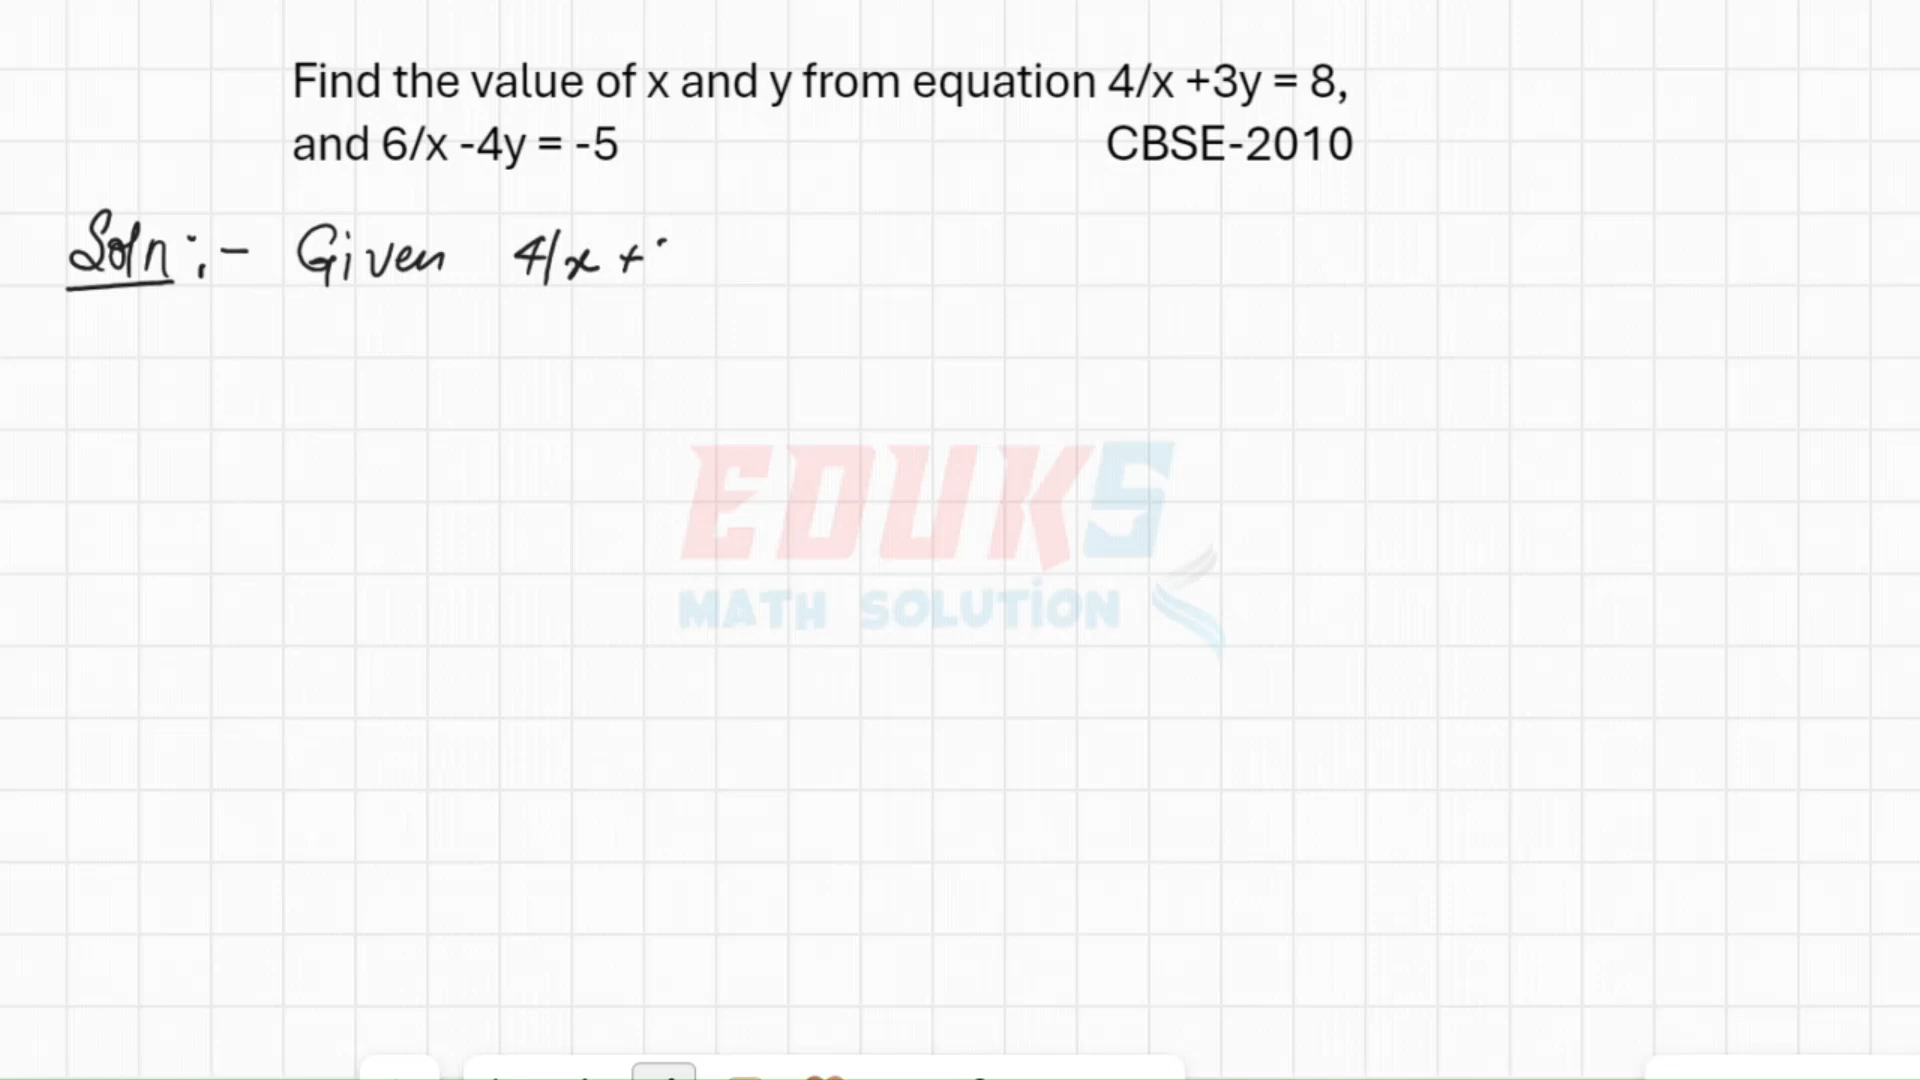 Find the value of x and y from equation 4/x +3y = 8,
and 6/x -4y = -5 CBSE-2010
Soln :- Given 4/x +
EDUKS
MATH SOLUTION